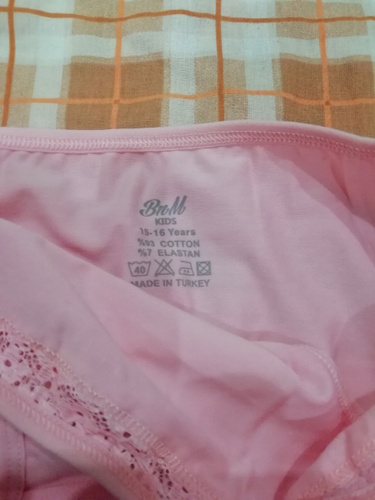 BnM
KIDS
15-16 Years
%93 COTTON
%7 ELASTAN
40
MADE IN TURKEY